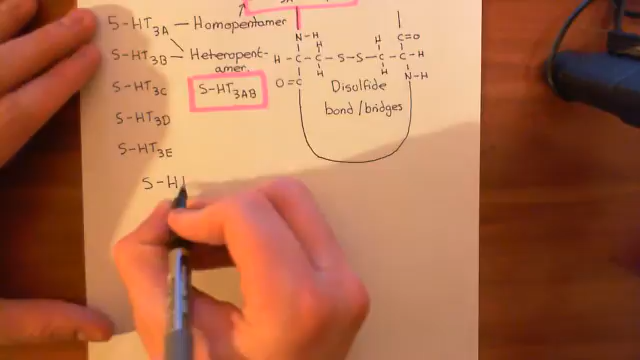 5-HT3A — Homopentamer
5-HT3B — Heteropent-
amer.
5-HT3C
5-HT3AB
5-HT3D
5-HT3E
5-H
N-H
H
H-C-C-S-S-C-C-H
H
O=C
H
C=O
H
N-H
Disulfide
bond/bridges